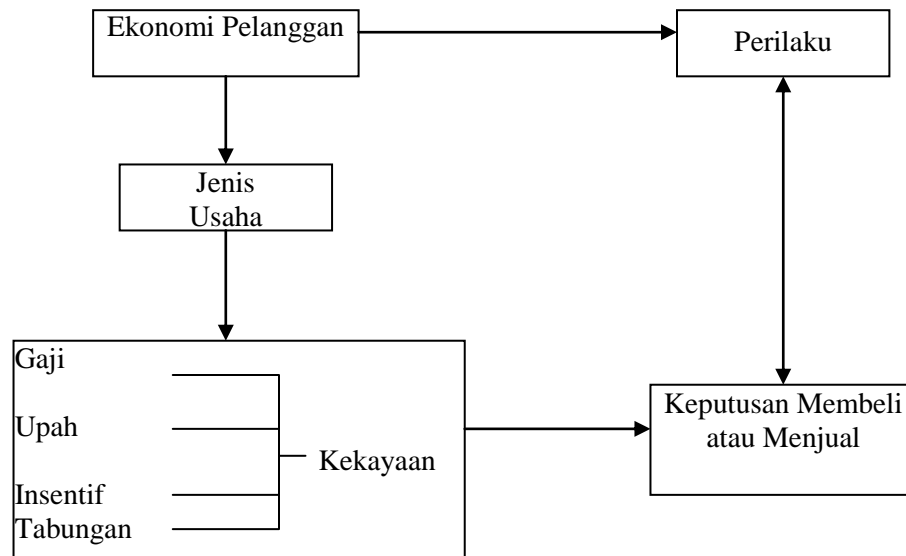 Ekonomi Pelanggan
Perilaku
Jenis
Usaha
Gaji
Upah
Kekayaan
Insentif
Tabungan
Keputusan Membeli
atau Menjual